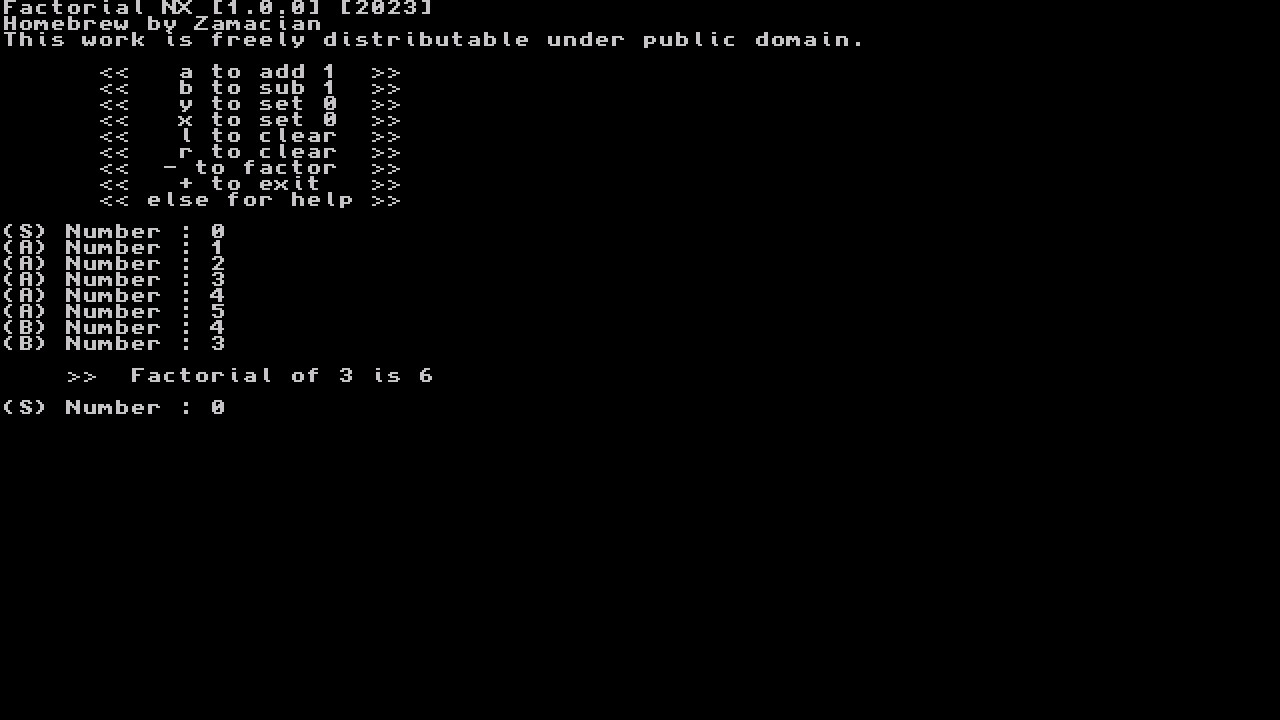 Factorial NX [1.0.0] [2023]
Homebrew by Zamacian
This work is freely distributable under public domain.
<<   a to add 1  >>
<<   b to sub 1  >>
<<   y to set 0  >>
<<   x to set 0  >>
<<   l to clear  >>
<<   r to clear  >>
<<  - to factor  >>
<<   + to exit   >>
<< else for help >>
(S) Number : 0
(A) Number : 1
(A) Number : 2
(A) Number : 3
(A) Number : 4
(A) Number : 5
(B) Number : 4
(B) Number : 3
>>  Factorial of 3 is 6
(S) Number : 0